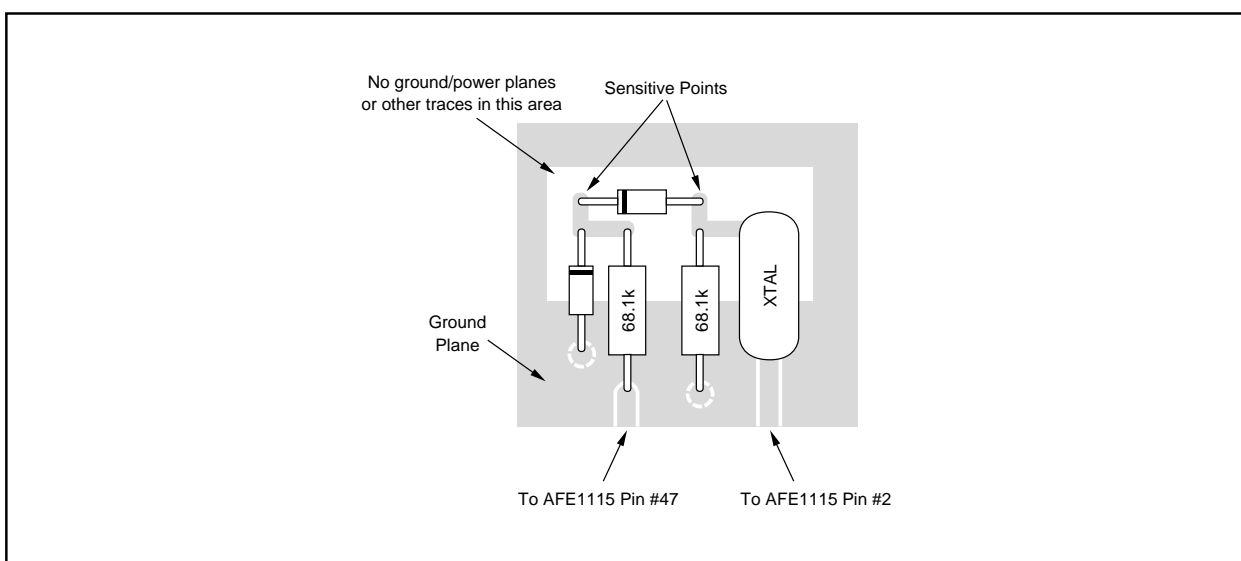 No ground/power planes
or other traces in this area
Sensitive Points
Ground
Plane
68.1k
68.1k
XTAL
To AFE1115 Pin #47
To AFE1115 Pin #2